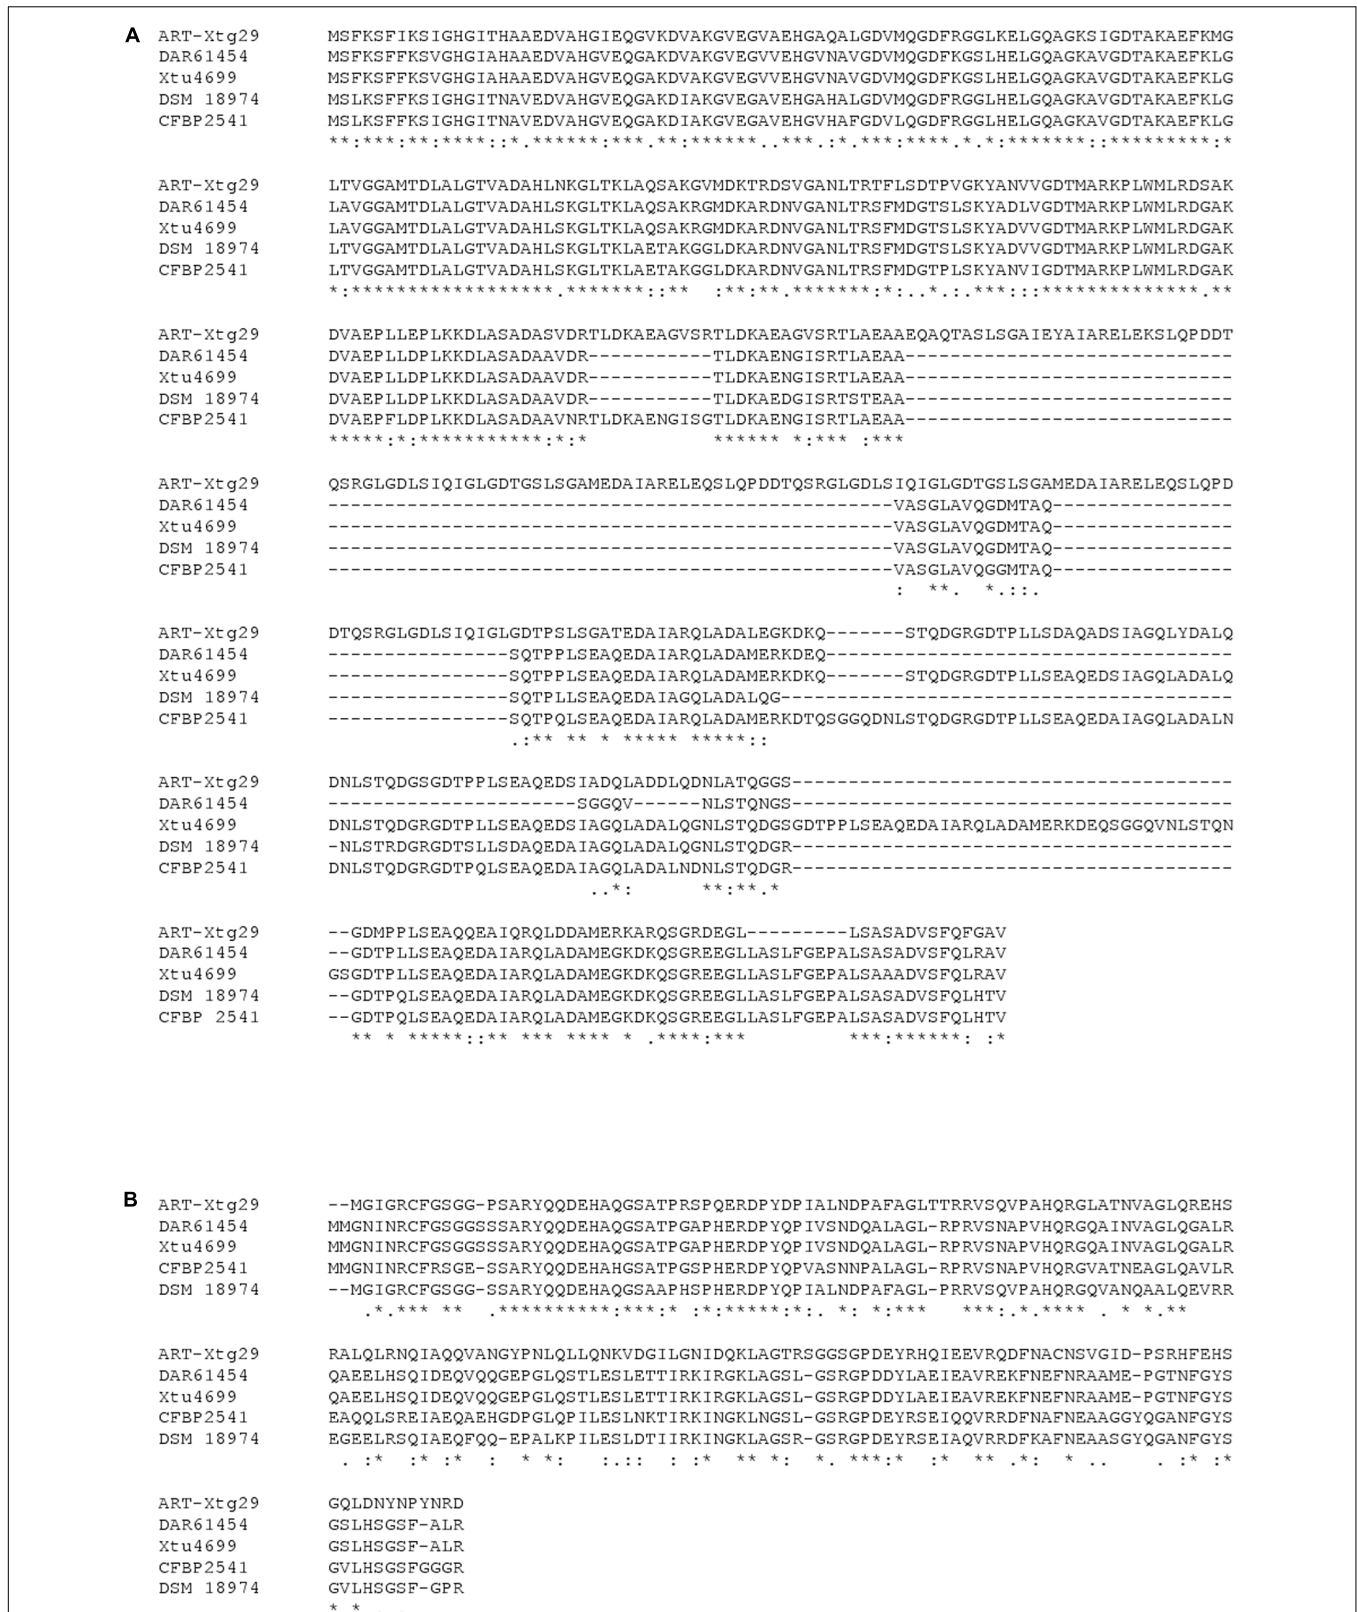 A
ART-Xtg29 MSFKSFIKSIGHGITHAAEDVAHGIEQGVKDVAKGVEGVAEHGAQALGDVMQGDFRGGLKELGQAGKSIGDTAKAEFKMG
DAR61454 MSFKSFFKSVGHGIAHAAEDVAHGVEQGAKDVAKGVEGVVEHGVNAVGDVMQGDFKGSLHELGQAGKAVGDTAKAEFKLG
Xtu4699 MSFKSFFKSVGHGIAHAAEDVAHGVEQGAKDVAKGVEGVVEHGVNAVGDVMQGDFKGSLHELGQAGKAVGDTAKAEFKLG
DSM 18974 MSLKSFFKSIGHGITNAVEDVAHGVEQGAKDIAKGVEGAVEHGAHALGDVMQGDFRGGLHELGQAGKAVGDTAKAEFKLG
CFBP2541 MSLKSFFKSIGHGITNAVEDVAHGVEQGAKDIAKGVEGAVEHGVHAFGDVLQGDFRGGLHELGQAGKAVGDTAKAEFKLG
**:***:**:****::*.******:***.**:******..***.:*.***:****.*.*:*******::*********:*
ART-Xtg29 LTVGGAMTDLALGTVADAHLNKGLTKLAQSAKGVMDKTRDSVGANLTRTFLSDTPVGKYANVVGDTMARKPLWMLRDSAK
DAR61454 LAVGGAMTDLALGTVADAHLSKGLTKLAQSAKRGMDKARDNVGANLTRSFMDGTSLSKYADLVGDTMARKPLWMLRDGAK
Xtu4699 LAVGGAMTDLALGTVADAHLSKGLTKLAQSAKRGMDKARDNVGANLTRSFMDGTSLSKYADVVGDTMARKPLWMLRDGAK
DSM 18974 LTVGGAMTDLALGTVADAHLSKGLTKLAETAKGGLDKARDNVGANLTRSFMDGTSLSKYADVVGDTMARKPLWMLRDGAK
CFBP2541 LTVGGAMTDLALGTVADAHLSKGLTKLAETAKGGLDKARDNVGANLTRSFMDGTPLSKYANVIGDTMARKPLWMLRDGAK
*:******************.*******::**  :**:**.*******:*:..*.:.***:::**************.**
ART-Xtg29 DVAEPLLEPLKKDLASADASVDRTLDKAEAGVSRTLDKAEAGVSRTLAEAAEQAQTASLSGAIEYAIARELEKSLQPDDT
DAR61454 DVAEPLLDPLKKDLASADAAVDR-----------TLDKAENGISRTLAEAA-----------------------------
Xtu4699 DVAEPLLDPLKKDLASADAAVDR-----------TLDKAENGISRTLAEAA-----------------------------
DSM 18974 DVAEPLLDPLKKDLASADAAVDR-----------TLDKAEDGISRTSTEAA-----------------------------
CFBP2541 DVAEPFLDPLKKDLASADAAVNRTLDKAENGISGTLDKAENGISRTLAEAA-----------------------------
*****:*:***********:*:*           ****** *:*** :***
ART-Xtg29 QSRGLGDLSIQIGLGDTGSLSGAMEDAIARELEQSLQPDDTQSRGLGDLSIQIGLGDTGSLSGAMEDAIARELEQSLQPD
DAR61454 --------------------------------------------------VASGLAVQGDMTAQ----------------
Xtu4699 --------------------------------------------------VASGLAVQGDMTAQ----------------
DSM 18974 --------------------------------------------------VASGLAVQGDMTAQ----------------
CFBP2541 --------------------------------------------------VASGLAVQGGMTAQ----------------
:  **.  *.::.
ART-Xtg29 DTQSRGLGDLSIQIGLGDTPSLSGATEDAIARQLADALEGKDKQ-------STQDGRGDTPLLSDAQADSIAGQLYDALQ
DAR61454 ----------------SQTPPLSEAQEDAIARQLADAMERKDEQ------------------------------------
Xtu4699 ----------------SQTPPLSEAQEDAIARQLADAMERKDKQ-------STQDGRGDTPLLSEAQEDSIAGQLADALQ
DSM 18974 ----------------SQTPLLSEAQEDAIAGQLADALQG----------------------------------------
CFBP2541 ----------------SQTPQLSEAQEDAIARQLADAMERKDTQSGGQDNLSTQDGRGDTPLLSEAQEDAIAGQLADALN
.:** ** * ***** *****::
ART-Xtg29 DNLSTQDGSGDTPPLSEAQEDSIADQLADDLQDNLATQGGS---------------------------------------
DAR61454 ----------------------SGGQV------NLSTQNGS---------------------------------------
Xtu4699 DNLSTQDGRGDTPLLSEAQEDSIAGQLADALQGNLSTQDGSGDTPPLSEAQEDAIARQLADAMERKDEQSGGQVNLSTQN
DSM 18974 -NLSTRDGRGDTSLLSDAQEDAIAGQLADALQGNLSTQDGR---------------------------------------
CFBP2541 DNLSTQDGRGDTPQLSEAQEDAIAGQLADALNDNLSTQDGR---------------------------------------
..*:      **:**.*
ART-Xtg29 --GDMPPLSEAQQEAIQRQLDDAMERKARQSGRDEGL---------LSASADVSFQFGAV
DAR61454 --GDTPLLSEAQEDAIARQLADAMEGKDKQSGREEGLLASLFGEPALSASADVSFQLRAV
Xtu4699 GSGDTPLLSEAQEDAIARQLADAMEGKDKQSGREEGLLASLFGEPALSAAADVSFQLRAV
DSM 18974 --GDTPQLSEAQEDAIARQLADAMEGKDKQSGREEGLLASLFGEPALSASADVSFQLHTV
CFBP 2541 --GDTPQLSEAQEDAIARQLADAMEGKDKQSGREEGLLASLFGEPALSASADVSFQLHTV
** * *****::** *** **** * .****:***         ***:******: :*
B
ART-Xtg29 --MGIGRCFGSGG-PSARYQQDEHAQGSATPRSPQERDPYDPIALNDPAFAGLTTRRVSQVPAHQRGLATNVAGLQREHS
DAR61454 MMGNINRCFGSGGSSSARYQQDEHAQGSATPGAPHERDPYQPIVSNDQALAGL-RPRVSNAPVHQRGQAINVAGLQGALR
Xtu4699 MMGNINRCFGSGGSSSARYQQDEHAQGSATPGAPHERDPYQPIVSNDQALAGL-RPRVSNAPVHQRGQAINVAGLQGALR
CFBP2541 MMGNINRCFRSGE-SSARYQQDEHAHGSATPGSPHERDPYQPVASNNPALAGL-RPRVSNAPVHQRGVATNEAGLQAVLR
DSM 18974 --MGIGRCFGSGG-SSARYQQDEHAQGSAAPHSPHERDPYQPIALNDPAFAGL-PRRVSQVPAHQRGQVANQAALQEVRR
.*.*** **  .**********:***:* :*:*****:*:. *: *:***   ***:.*.**** . * *.**
ART-Xtg29 RALQLRNQIAQQVANGYPNLQLLQNKVDGILGNIDQKLAGTRSGGSGPDEYRHQIEEVRQDFNACNSVGID-PSRHFEHS
DAR61454 QAEELHSQIDEQVQQGEPGLQSTLESLETTIRKIRGKLAGSL-GSRGPDDYLAEIEAVREKFNEFNRAAME-PGTNFGYS
Xtu4699 QAEELHSQIDEQVQQGEPGLQSTLESLETTIRKIRGKLAGSL-GSRGPDDYLAEIEAVREKFNEFNRAAME-PGTNFGYS
CFBP2541 EAQQLSREIAEQAEHGDPGLQPILESLNKTIRKINGKLNGSL-GSRGPDEYRSEIQQVRRDFNAFNEAAGGYQGANFGYS
DSM 18974 EGEELRSQIAEQFQQ-EPALKPILESLDTIIRKINGKLAGSR-GSRGPDEYRSEIAQVRRDFKAFNEAASGYQGANFGYS
. :*  :* :*  :  * *:   :.::  : :*  ** *:  *. ***:*  :*  ** .*:  * ..    . :* :*
ART-Xtg29 GQLDNYNPYNRD
DAR61454 GSLHSGSF-ALR
Xtu4699 GSLHSGSF-ALR
CFBP2541 GVLHSGSFGGGR
DSM 18974 GVLHSGSF-GPR
* *